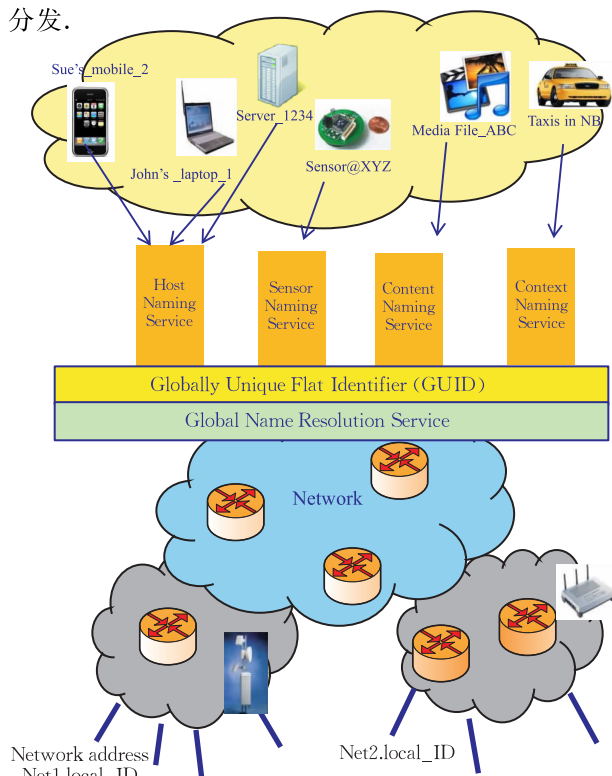 分发.
Sue's_mobile_2
Server_1234
Media File_ABC
Taxis in NB
John's _laptop_1
Sensor@XYZ
Host
Naming
Service
Sensor
Naming
Service
Content
Naming
Service
Context
Naming
Service
Globally Unique Flat Identifier (GUID)
Global Name Resolution Service
Network
Network address
Net1.local_ID
Net2.local_ID